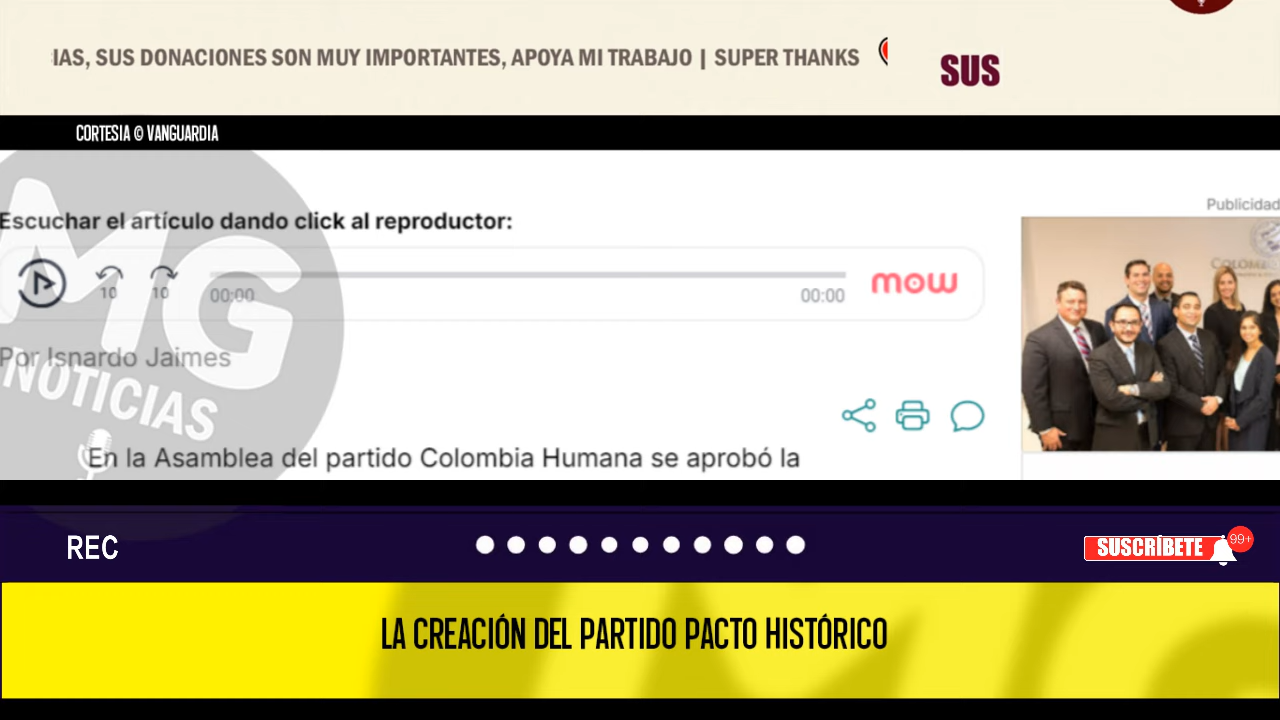 IAS, SUS DONACIONES SON MUY IMPORTANTES, APOYA MI TRABAJO | SUPER THANKS
SUS
CORTESIA © VANGUARDIA
Publicidad
Escuchar el artículo dando click al reproductor:
10 10 00:00 00:00 mow
MG
NOTICIAS
Por Isnardo Jaimes
En la Asamblea del partido Colombia Humana se aprobó la
REC
SUSCRÍBETE 99+
LA CREACIÓN DEL PARTIDO PACTO HISTÓRICO